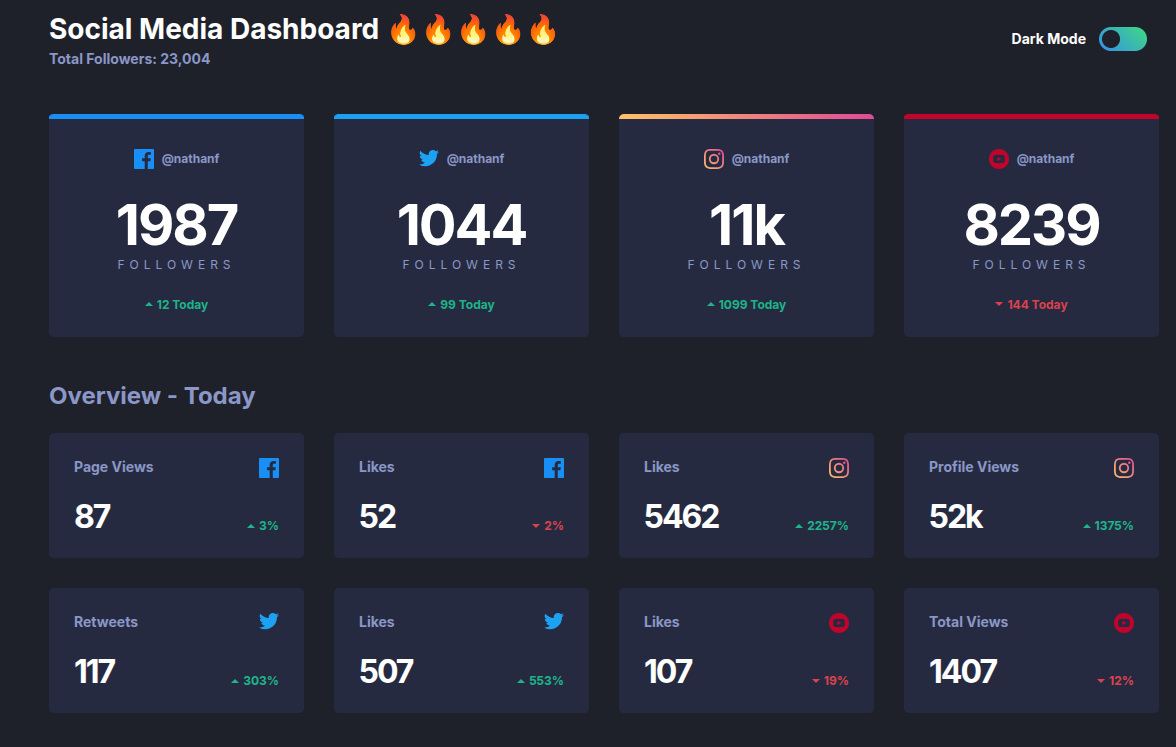 Social Media Dashboard 🔥🔥🔥🔥🔥
Total Followers: 23,004
Dark Mode
@nathanf
1987
FOLLOWERS
12 Today
@nathanf
1044
FOLLOWERS
99 Today
@nathanf
11k
FOLLOWERS
1099 Today
@nathanf
8239
FOLLOWERS
144 Today
Overview - Today
Page Views
87
3%
Likes
52
2%
Likes
5462
2257%
Profile Views
52k
1375%
Retweets
117
303%
Likes
507
553%
Likes
107
19%
Total Views
1407
12%